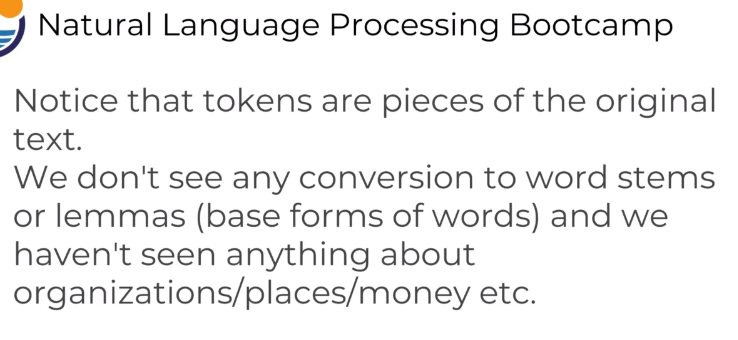 Natural Language Processing Bootcamp
Notice that tokens are pieces of the original
text.
We don't see any conversion to word stems
or lemmas (base forms of words) and we
haven't seen anything about
organizations/places/money etc.